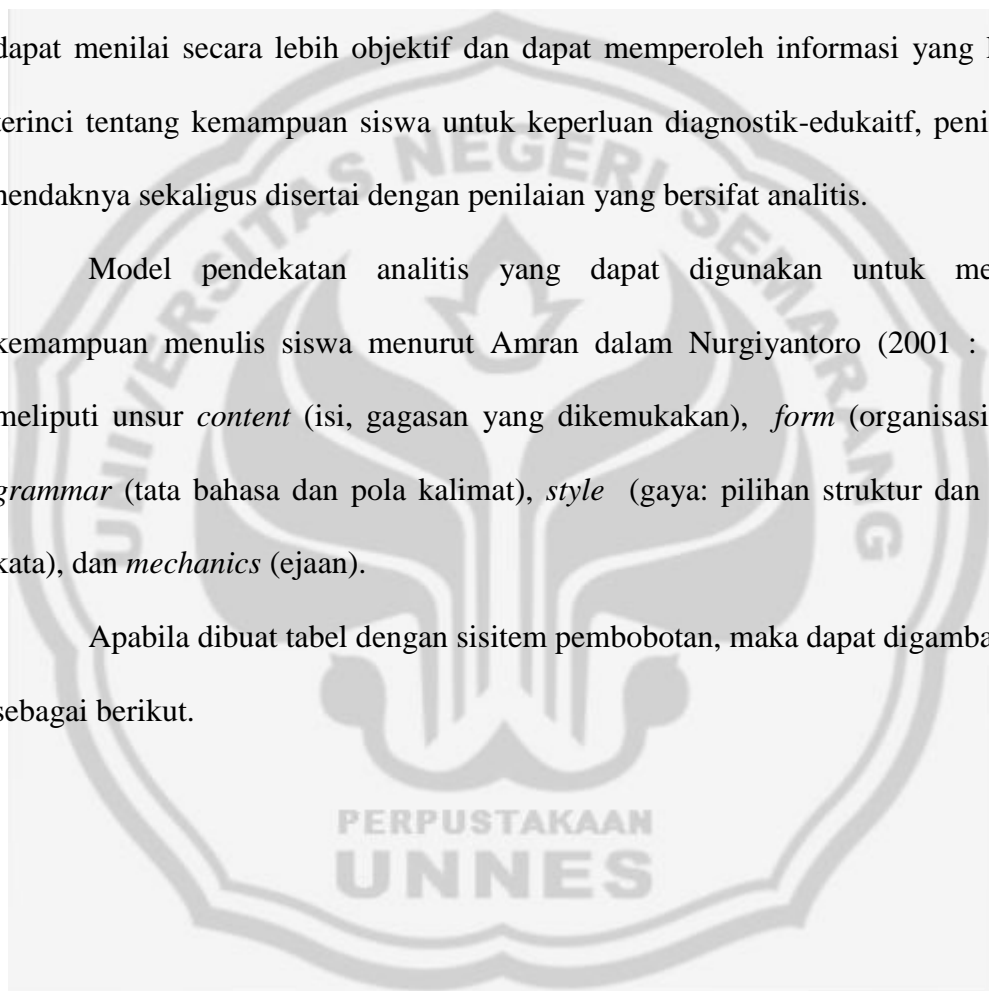 dapat menilai secara lebih objektif dan dapat memperoleh informasi yang
terinci tentang kemampuan siswa untuk keperluan diagnostik-edukaitf,
hendaknya sekaligus disertai dengan penilaian yang bersifat analitis.
Model pendekatan analitis yang dapat digunakan untuk
kemampuan menulis siswa menurut Amran dalam Nurgiyantoro (2001 :
meliputi unsur content (isi, gagasan yang dikemukakan), form (organisasi
grammar (tata bahasa dan pola kalimat), style (gaya: pilihan struktur dan
kata), dan mechanics (ejaan).
Apabila dibuat tabel dengan sisitem pembobotan, maka dapat
sebagai berikut.
UNIVERSITAS NEGERI SEMARANG
PERPUSTAKAAN
UNNES